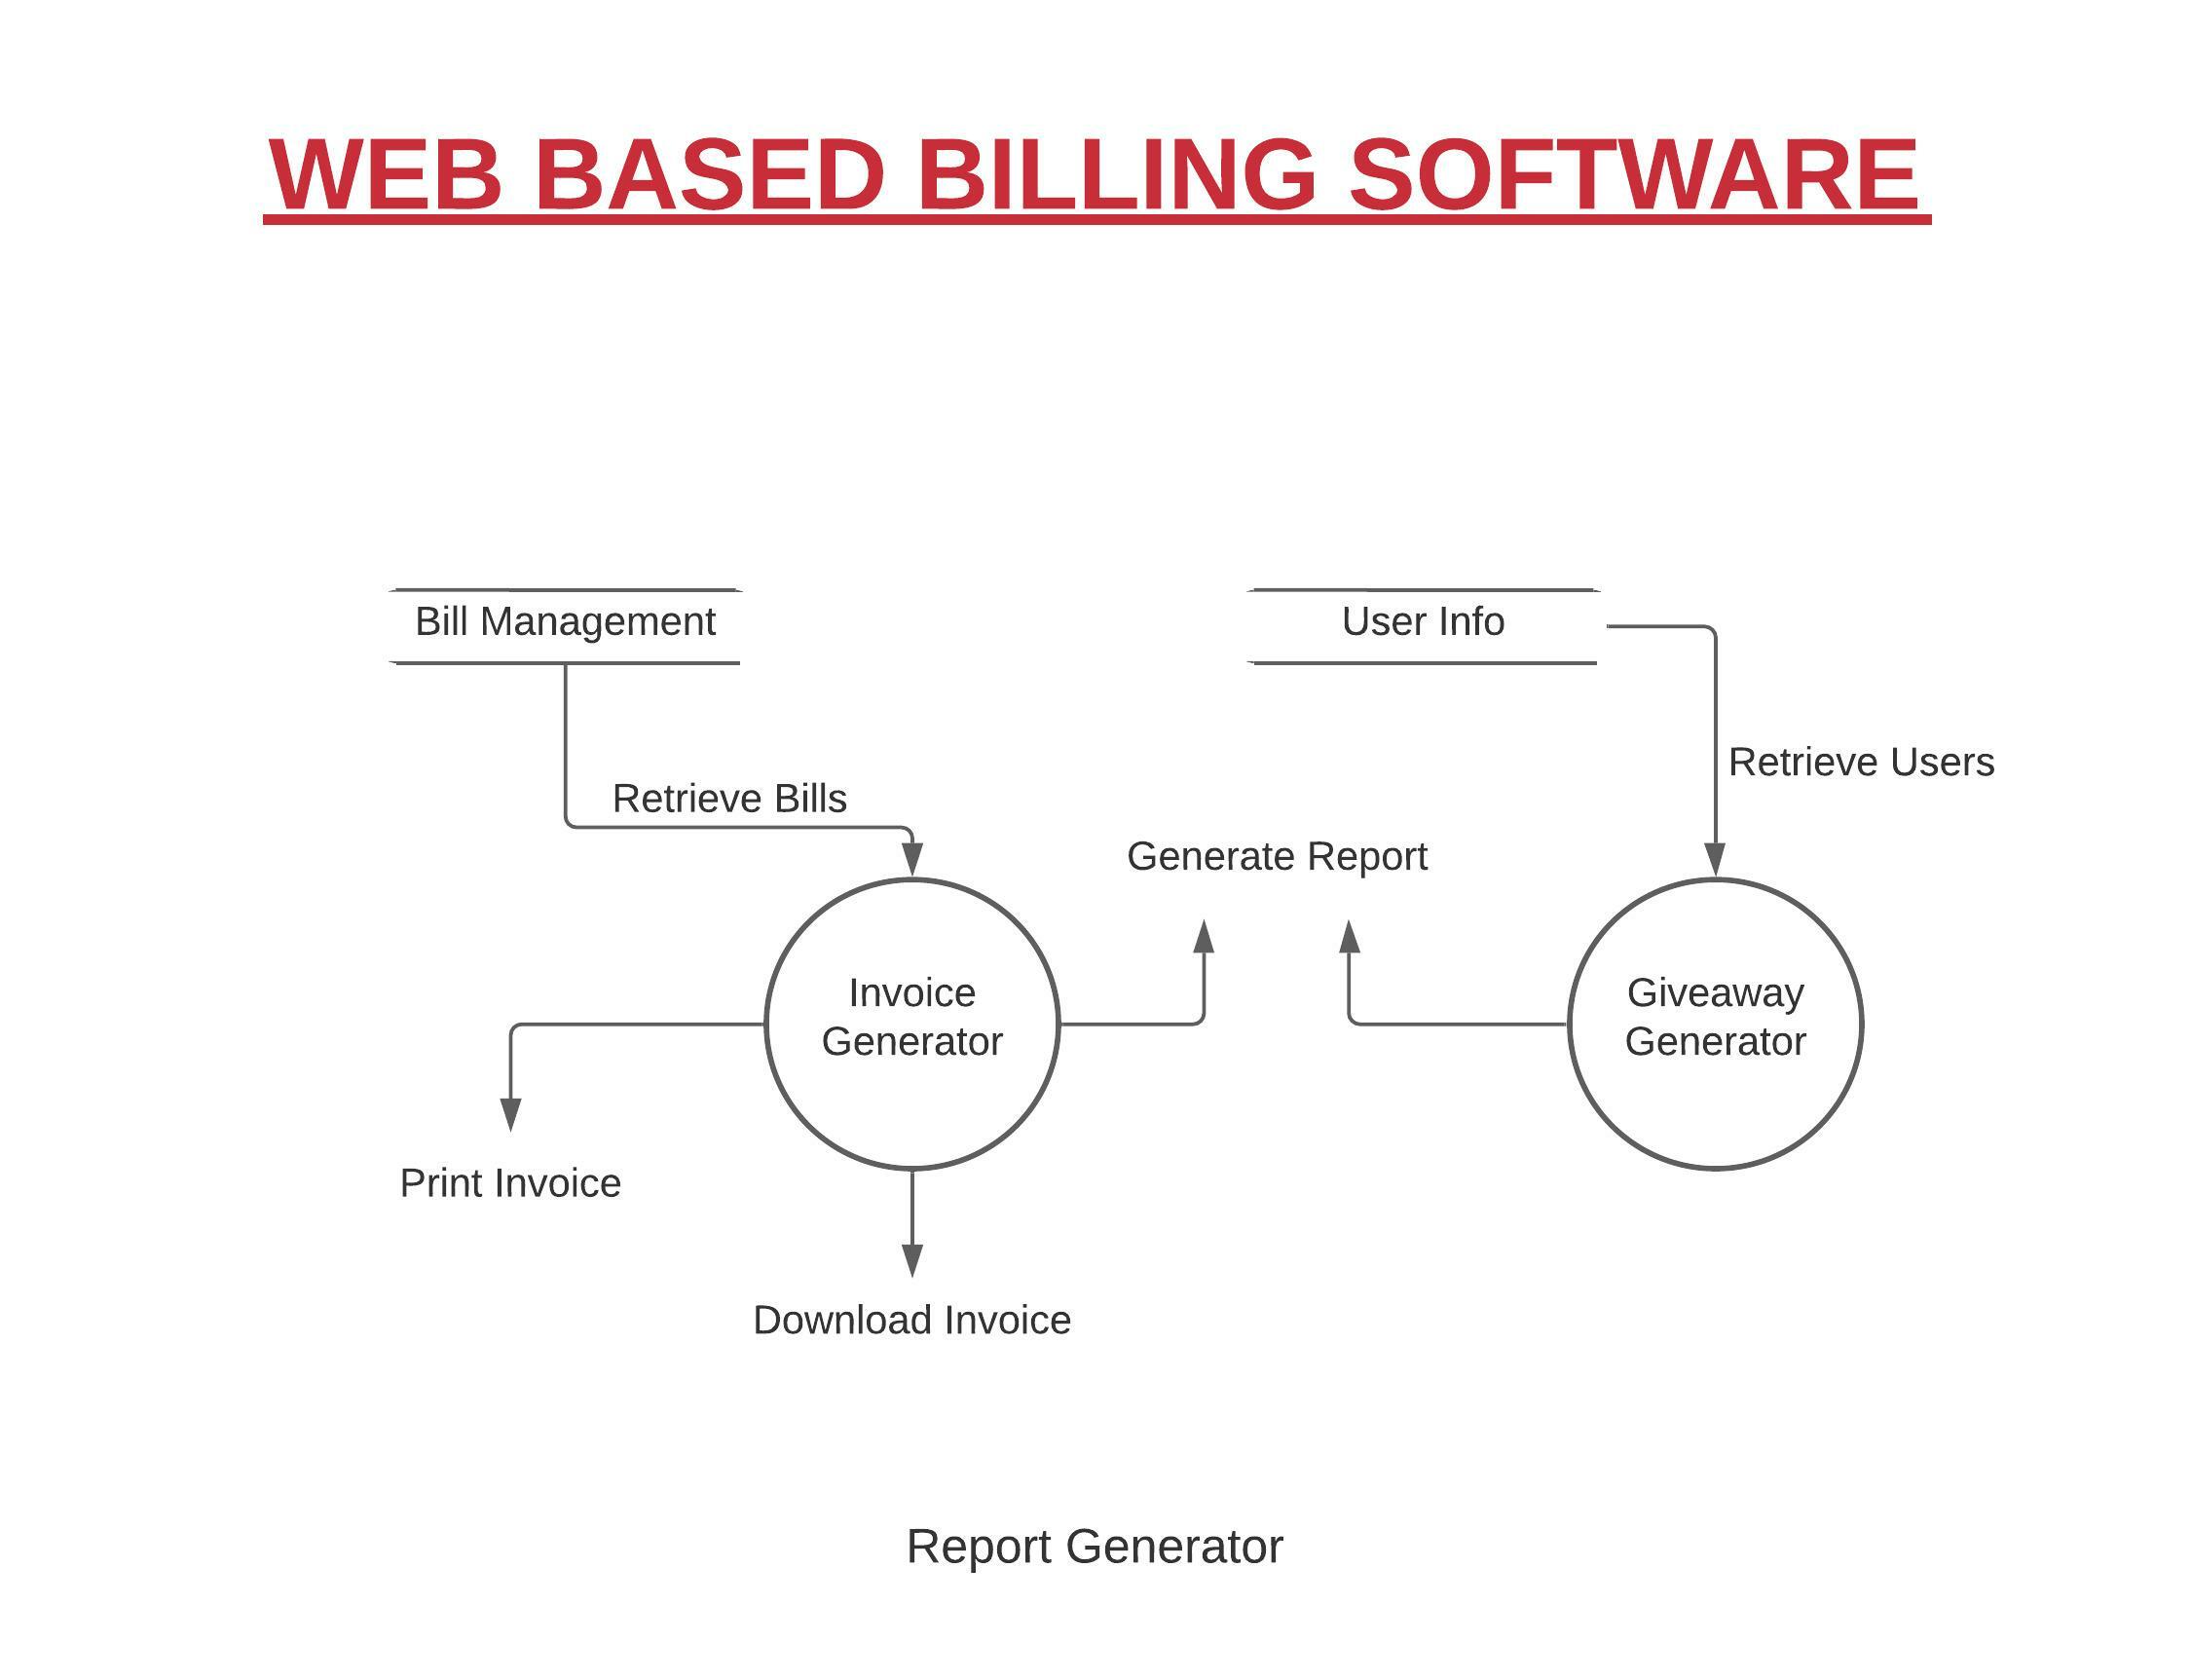 WEB BASED BILLING SOFTWARE
Bill Management
User Info
Retrieve Users
Retrieve Bills
Generate Report
Invoice
Generator
Giveaway
Generator
Print Invoice
Download Invoice
Report Generator